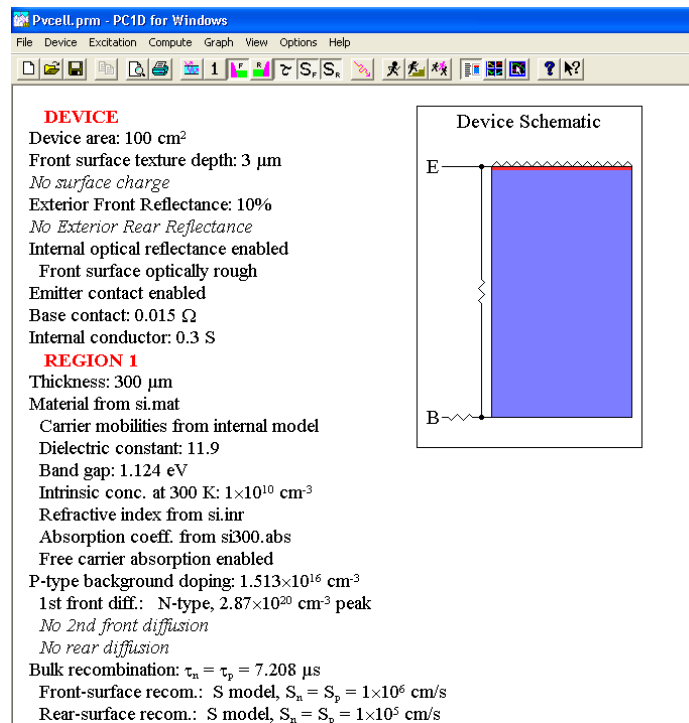 Pvcell.prm - PC1D for Windows
File Device Excitation Compute Graph View Options Help
1 F R τ SF SR ? ?
DEVICE
Device area: 100 cm²
Front surface texture depth: 3 µm
No surface charge
Exterior Front Reflectance: 10%
No Exterior Rear Reflectance
Internal optical reflectance enabled
Front surface optically rough
Emitter contact enabled
Base contact: 0.015 Ω
Internal conductor: 0.3 S
REGION 1
Thickness: 300 µm
Material from si.mat
Carrier mobilities from internal model
Dielectric constant: 11.9
Band gap: 1.124 eV
Intrinsic conc. at 300 K: 1×10¹⁰ cm⁻³
Refractive index from si.inr
Absorption coeff. from si300.abs
Free carrier absorption enabled
P-type background doping: 1.513×10¹⁶ cm⁻³
1st front diff.: N-type, 2.87×10²⁰ cm⁻³ peak
No 2nd front diffusion
No rear diffusion
Bulk recombination: τₙ = τₚ = 7.208 µs
Front-surface recom.: S model, Sₙ = Sₚ = 1×10⁶ cm/s
Rear-surface recom.: S model, Sₙ = Sₚ = 1×10⁵ cm/s
Device Schematic
E
B